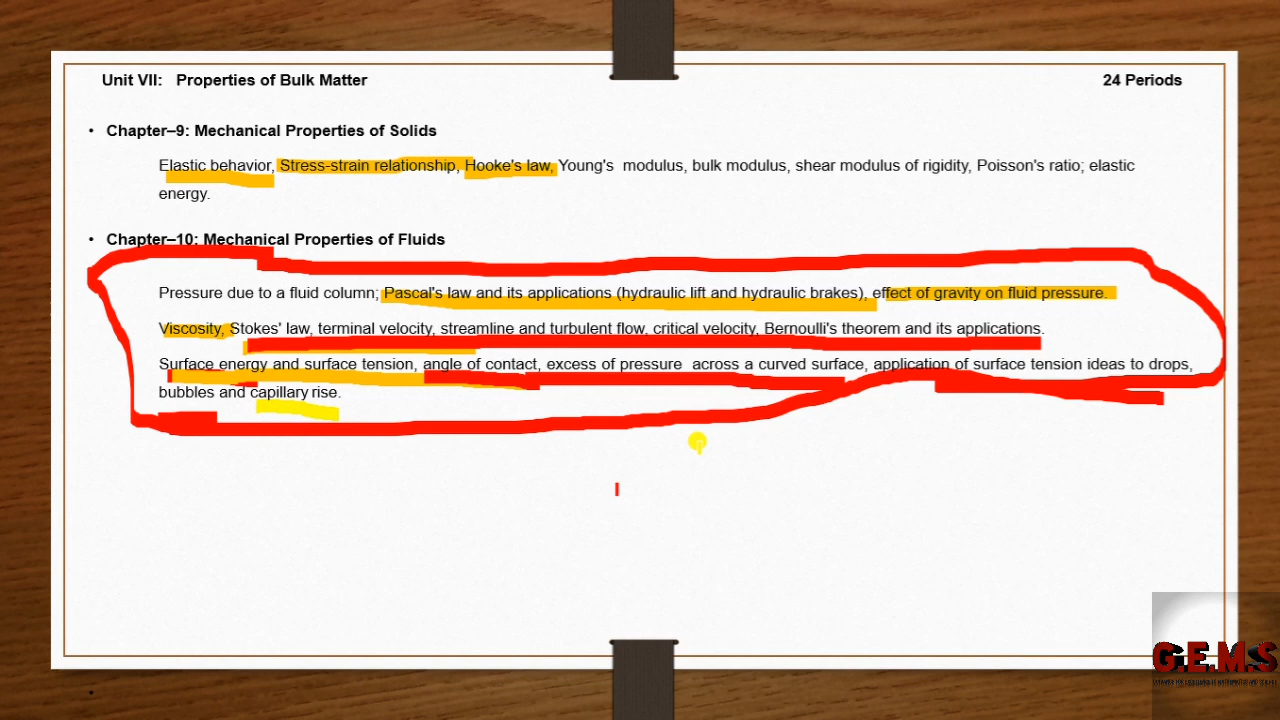 Unit VII: Properties of Bulk Matter 24 Periods
• Chapter–9: Mechanical Properties of Solids
Elastic behavior, Stress-strain relationship, Hooke's law, Young's modulus, bulk modulus, shear modulus of rigidity, Poisson's ratio; elastic
energy.
• Chapter–10: Mechanical Properties of Fluids
Pressure due to a fluid column; Pascal's law and its applications (hydraulic lift and hydraulic brakes), effect of gravity on fluid pressure.
Viscosity, Stokes' law, terminal velocity, streamline and turbulent flow, critical velocity, Bernoulli's theorem and its applications.
Surface energy and surface tension, angle of contact, excess of pressure across a curved surface, application of surface tension ideas to drops,
bubbles and capillary rise.
G.E.M.S